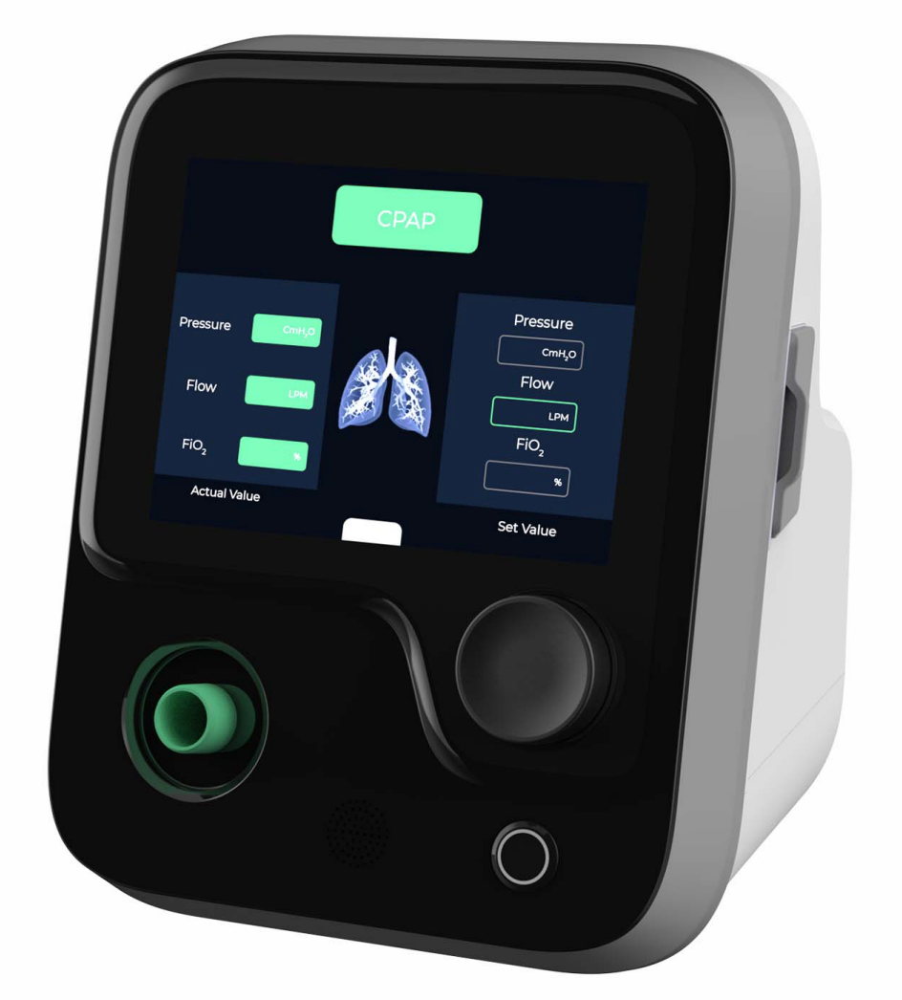 CPAP
Pressure
CmH₂O
Flow
LPM
FiO₂
%
Actual Value
Pressure
CmH₂O
Flow
LPM
FiO₂
%
Set Value